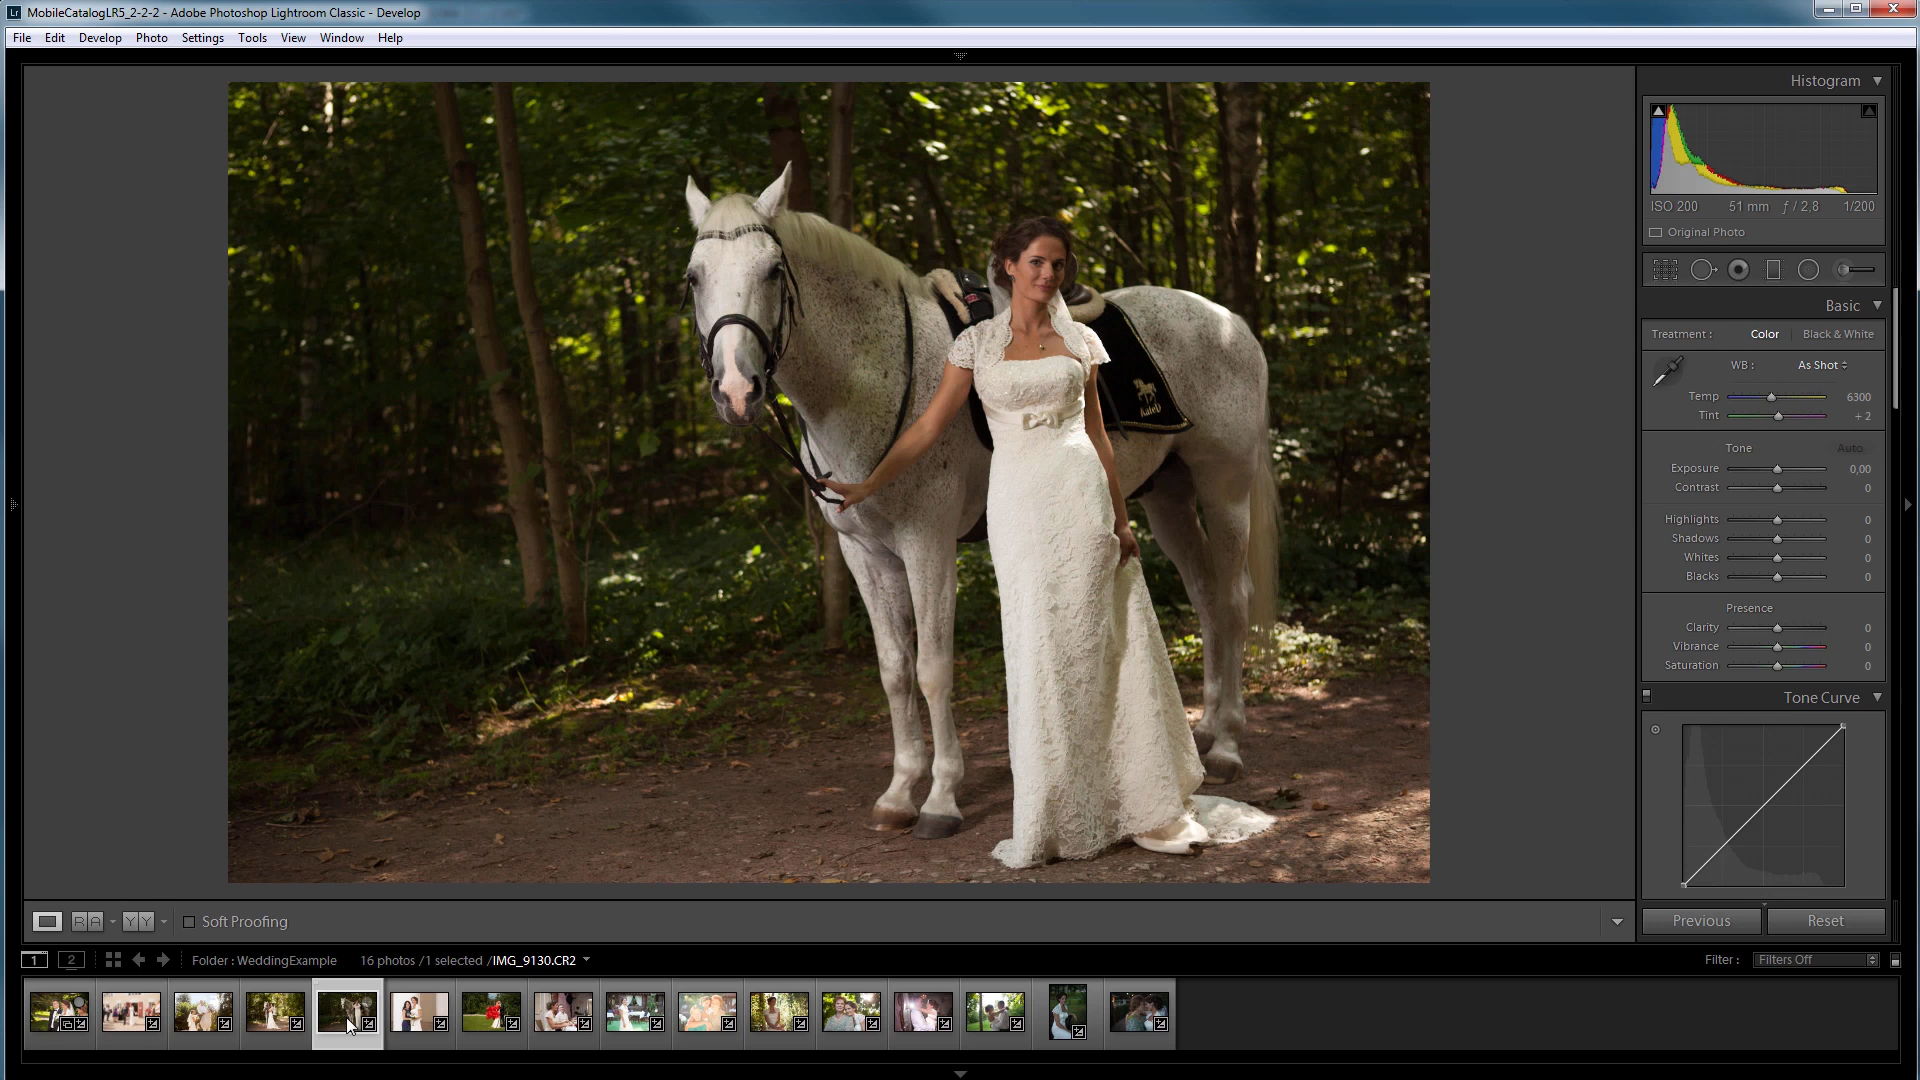 Lr MobileCatalogLR5_2-2-2 - Adobe Photoshop Lightroom Classic - Develop
File Edit Develop Photo Settings Tools View Window Help
Histogram
ISO 200 51 mm ƒ / 2,8 1/200
Original Photo
Basic
Treatment : Color Black & White
WB : As Shot
Temp 6300
Tint + 2
Tone Auto
Exposure 0,00
Contrast 0
Highlights 0
Shadows 0
Whites 0
Blacks 0
Presence
Clarity 0
Vibrance 0
Saturation 0
Tone Curve
KateD
R A Y Y Soft Proofing
Previous Reset
1 2 Folder : WeddingExample 16 photos /1 selected /IMG_9130.CR2
Filter : Filters Off